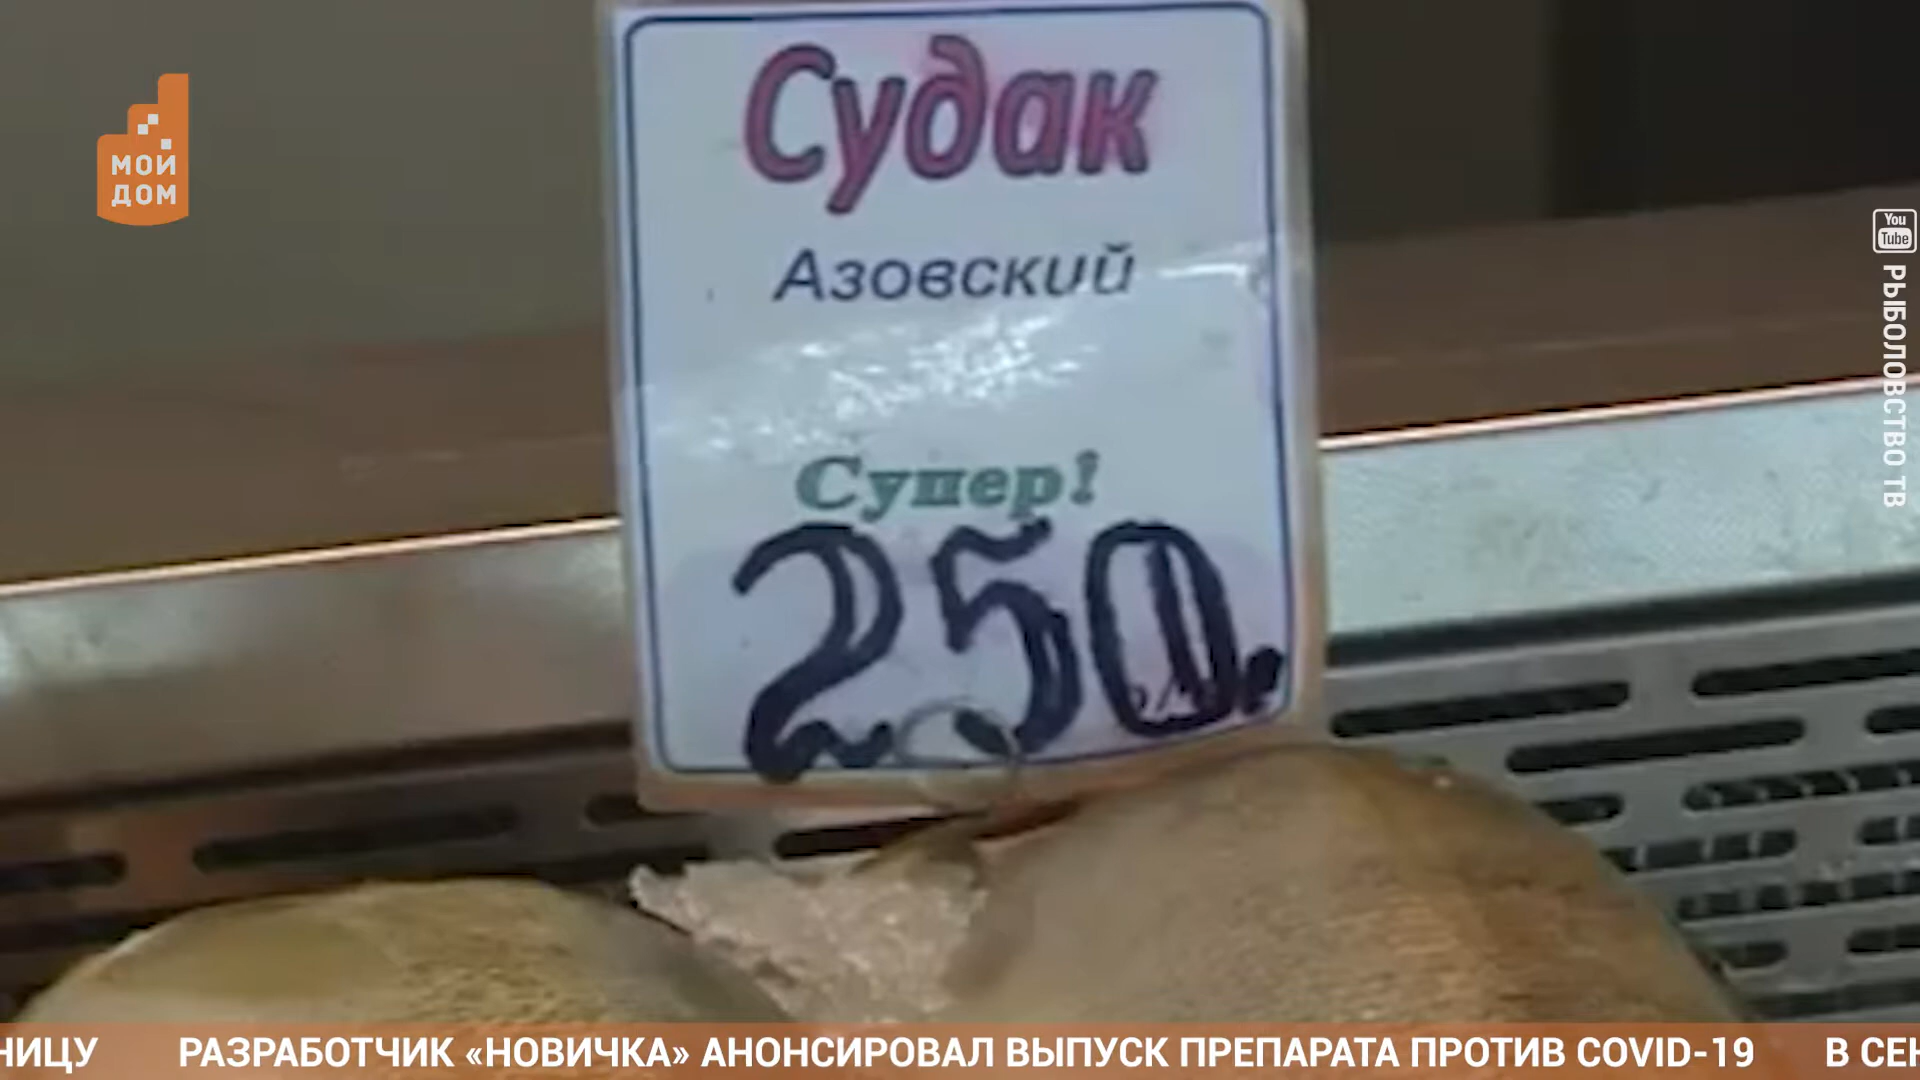 Судак
Азовский
Супер!
250.
МОЙ
ДОМ
You
Tube
РЫБОЛОВСТВО ТВ
НИЦУ РАЗРАБОТЧИК «НОВИЧКА» АНОНСИРОВАЛ ВЫПУСК ПРЕПАРАТА ПРОТИВ COVID-19 В СЕН